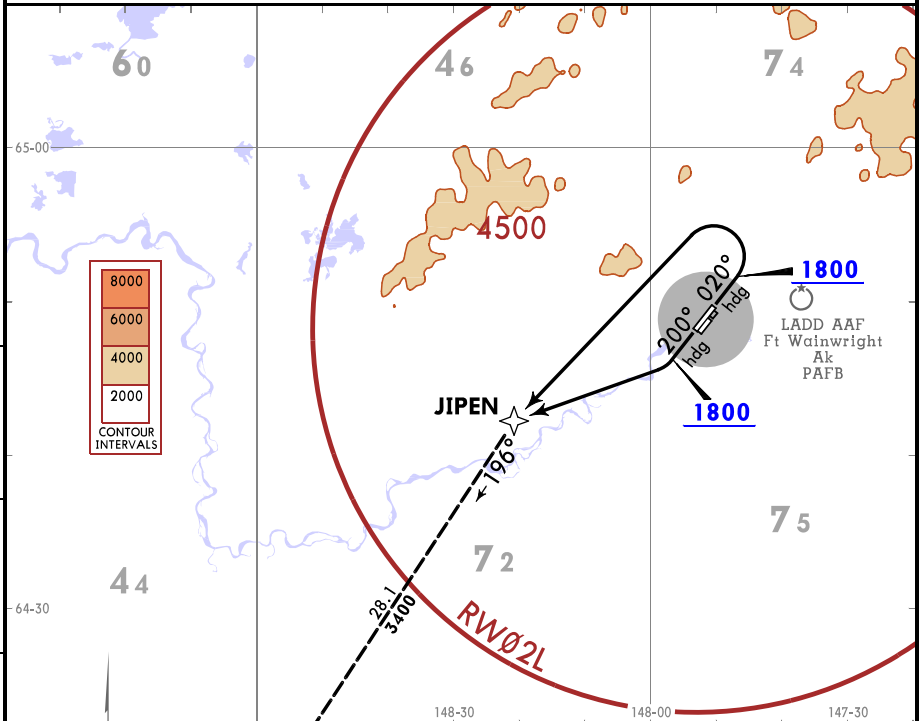 60
46
74
65-00
4500
8000
6000
4000
2000
CONTOUR
INTERVALS
020°
hdg
200°
hdg
1800
LADD AAF
Ft Wainwright
Ak
PAFB
JIPEN
1800
196°
75
72
44
28.1
3400
64-30
RWØ2L
148-30
148-00
147-30